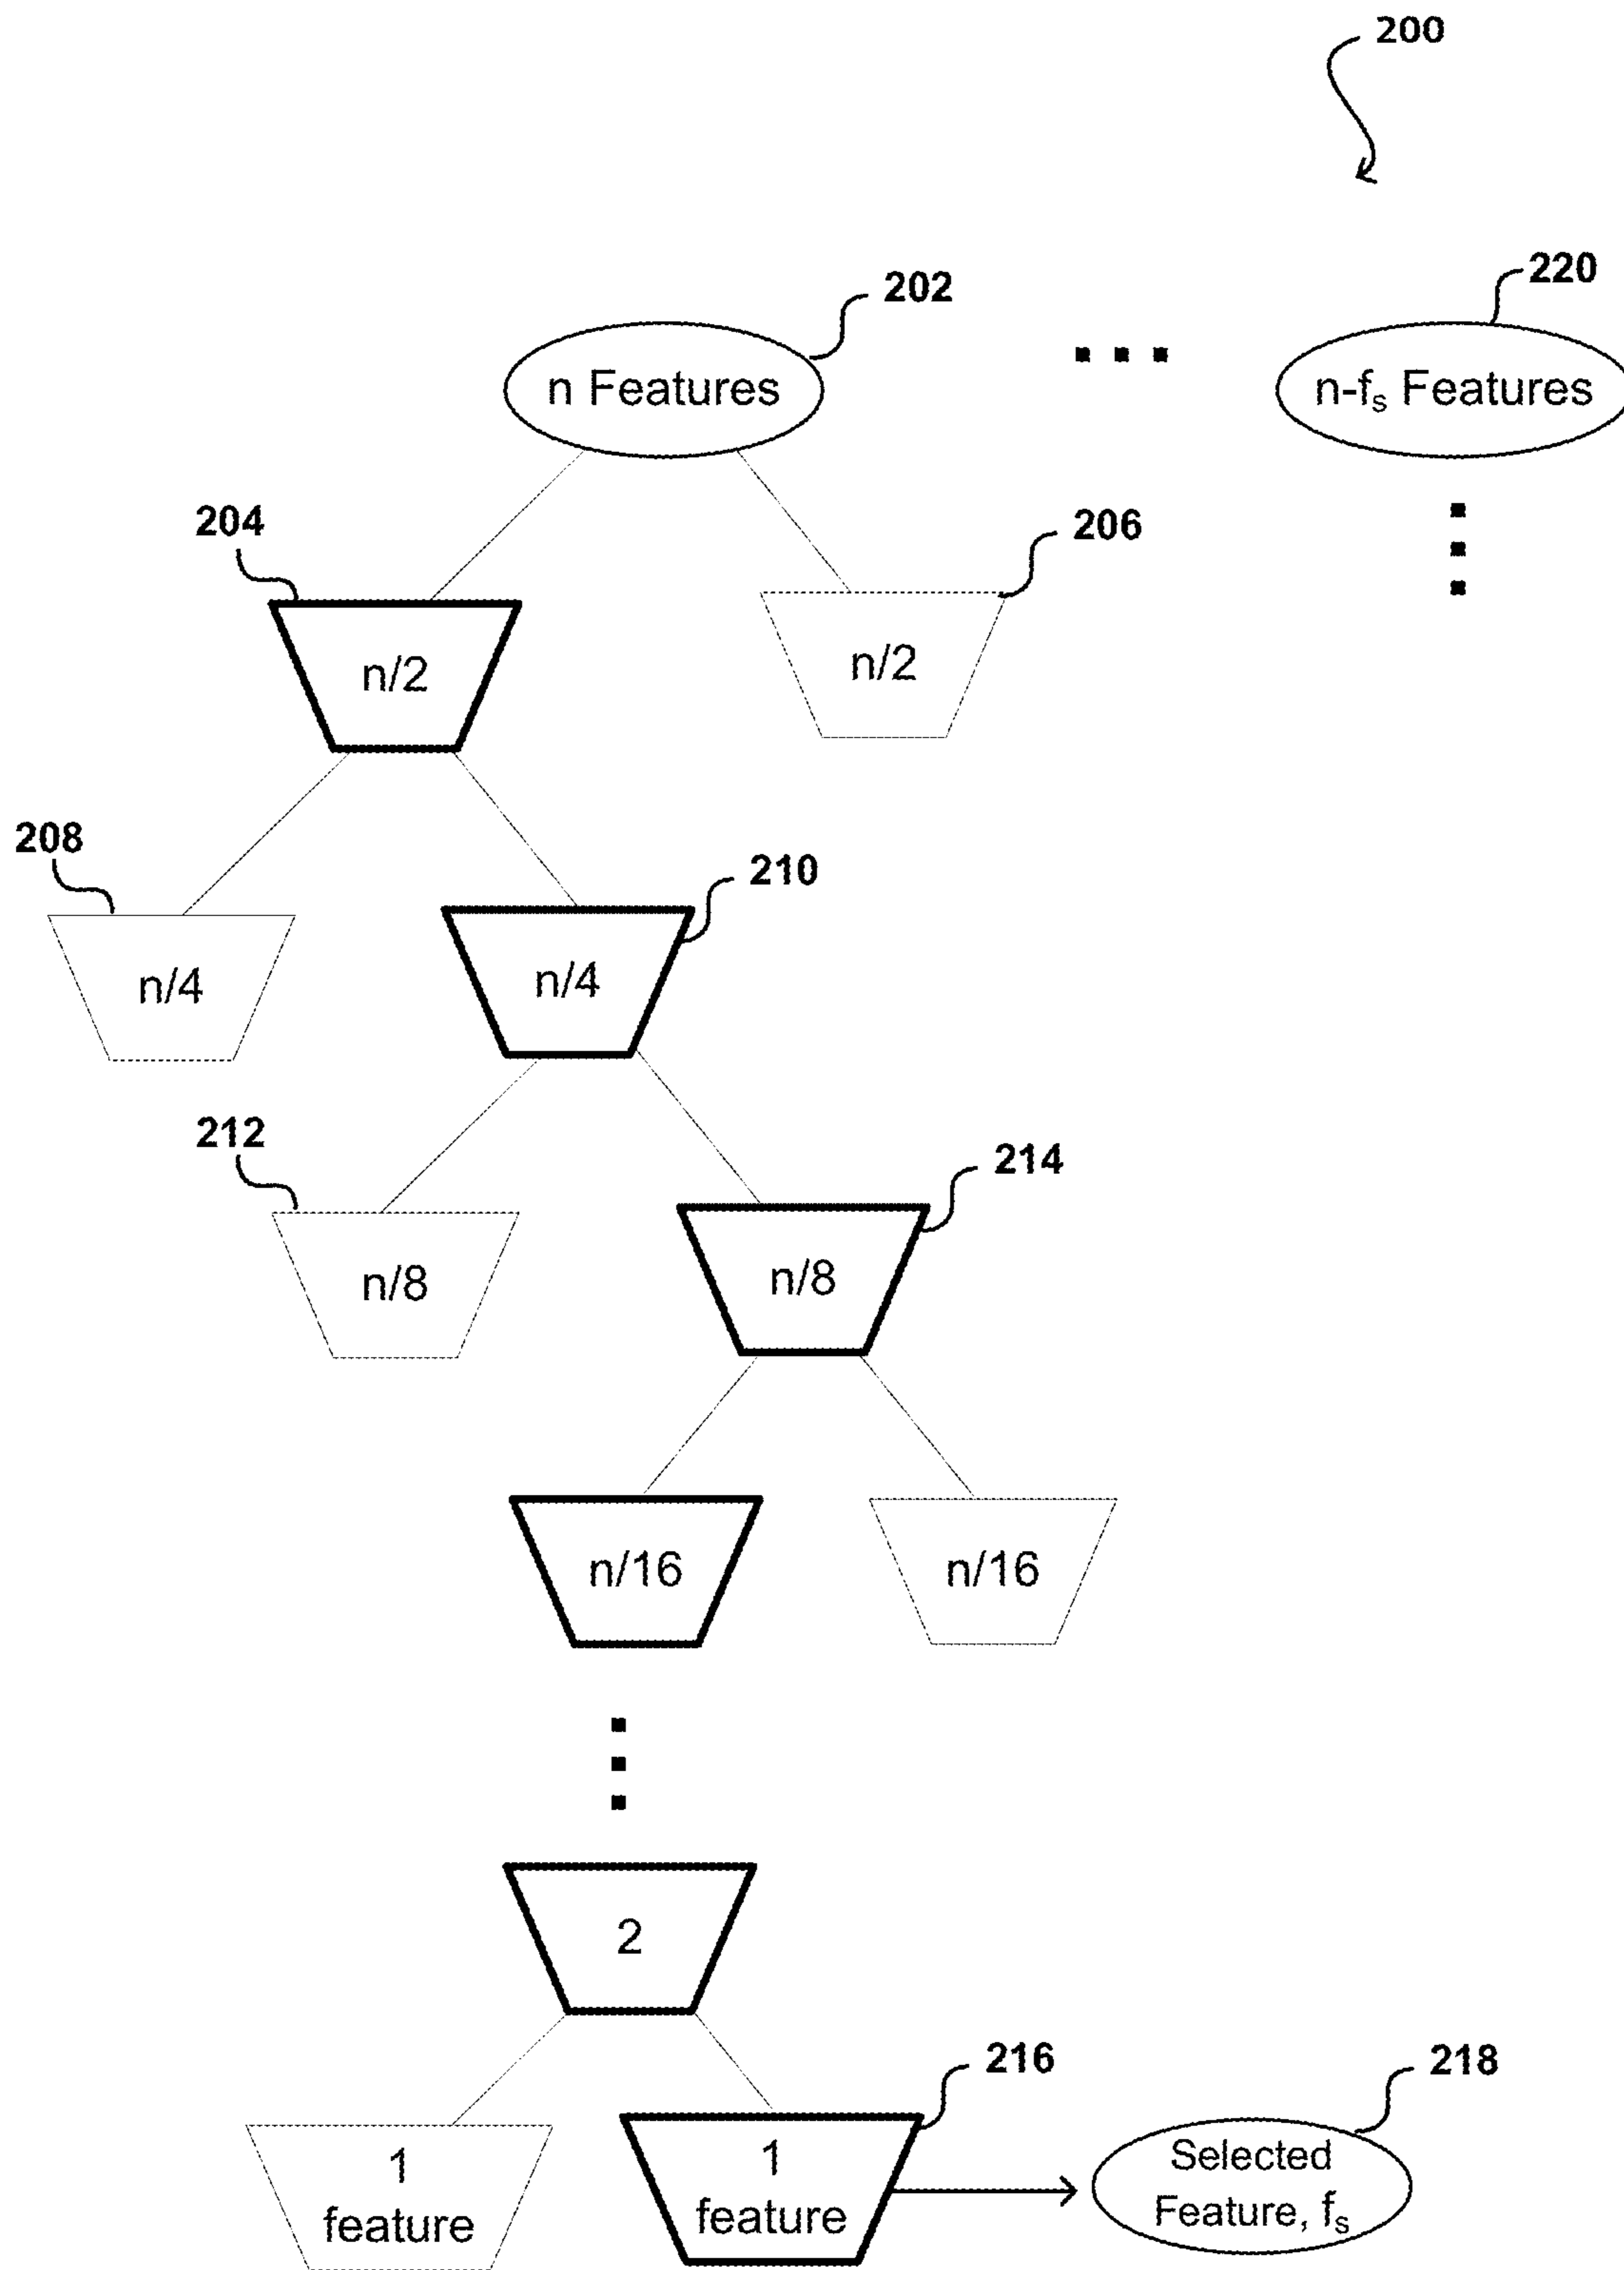 200
202
220
n Features
n-fs Features
204
206
n/2
n/2
208
210
n/4
n/4
212
214
n/8
n/8
n/16
n/16
2
216
218
1
feature
1
feature
Selected
Feature, fs